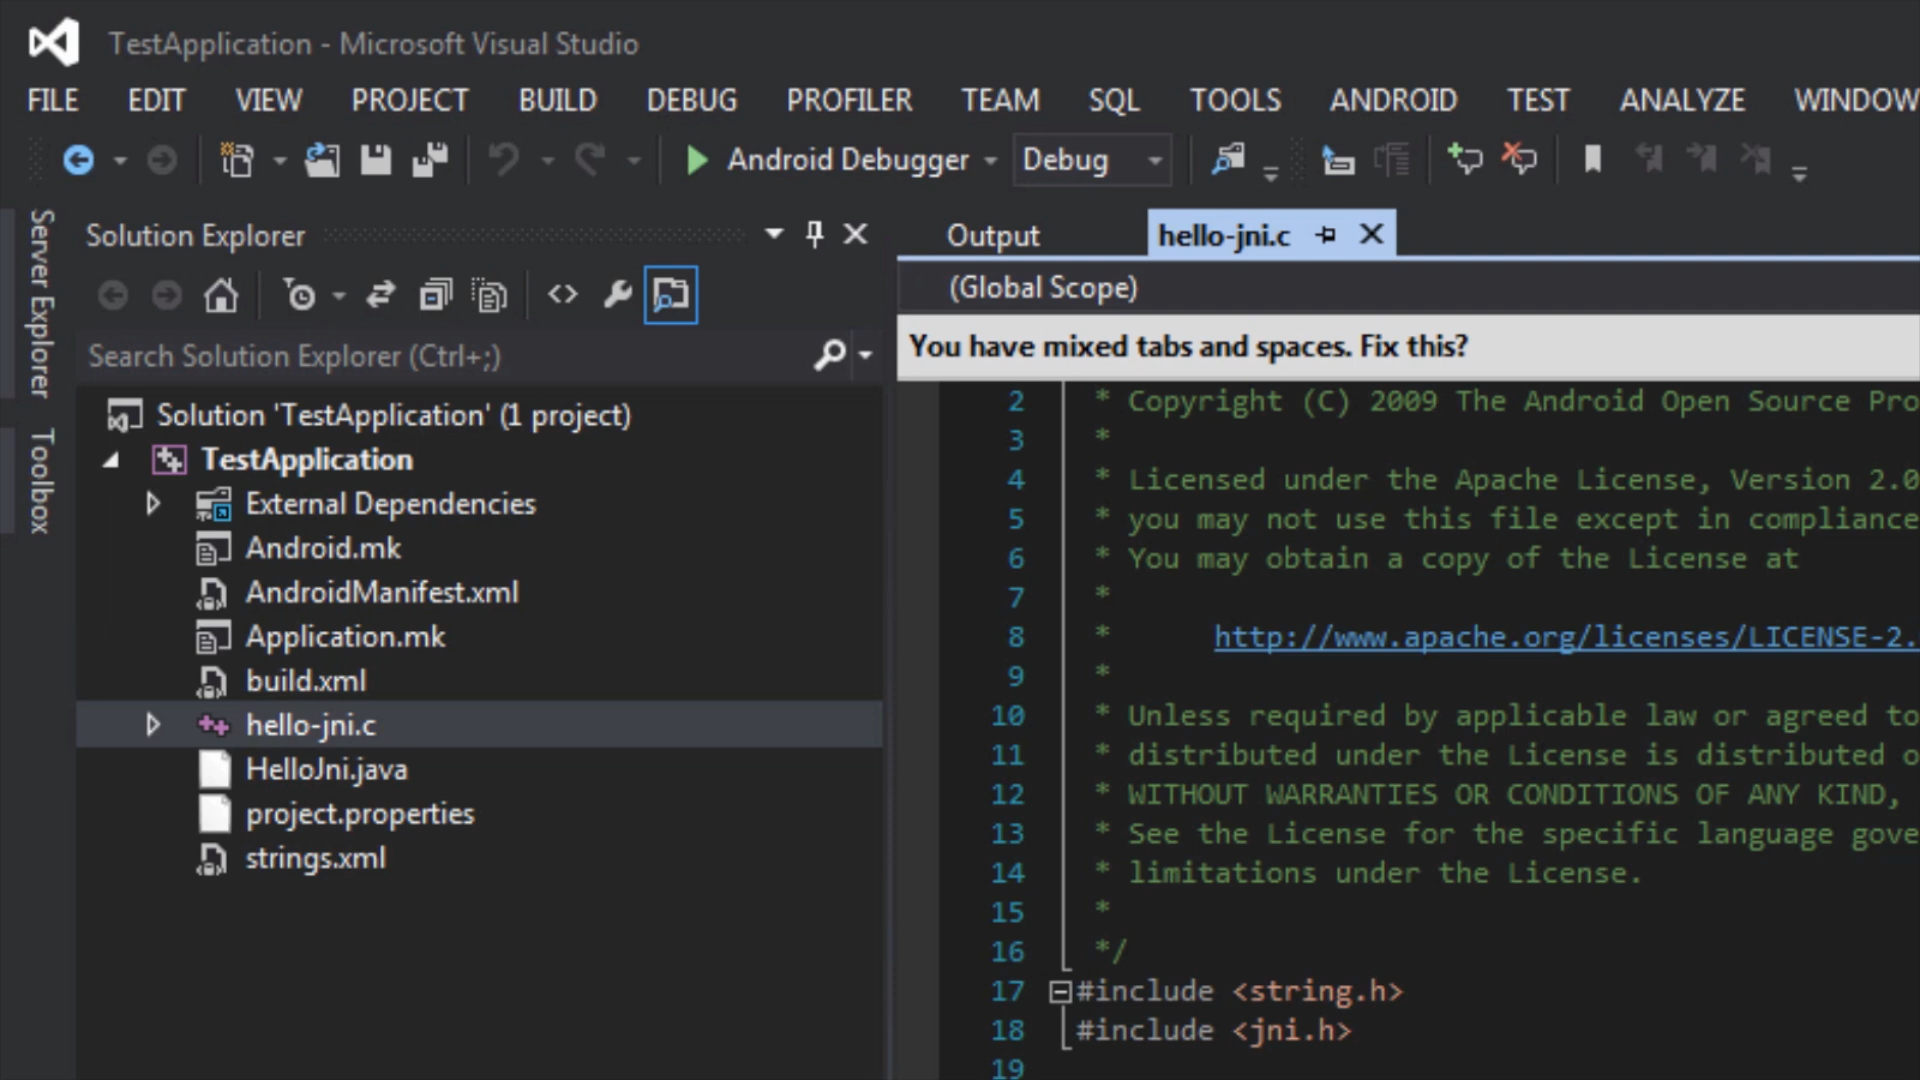 TestApplication - Microsoft Visual Studio
FILE EDIT VIEW PROJECT BUILD DEBUG PROFILER TEAM SQL TOOLS ANDROID TEST ANALYZE WINDOW
Android Debugger Debug
Server Explorer
Toolbox
Solution Explorer
Search Solution Explorer (Ctrl+;)
Solution 'TestApplication' (1 project)
TestApplication
External Dependencies
Android.mk
AndroidManifest.xml
Application.mk
build.xml
hello-jni.c
HelloJni.java
project.properties
strings.xml
Output hello-jni.c
(Global Scope)
You have mixed tabs and spaces. Fix this?
2 * Copyright (C) 2009 The Android Open Source Pro
3 *
4 * Licensed under the Apache License, Version 2.0
5 * you may not use this file except in compliance
6 * You may obtain a copy of the License at
7 *
8 * http://www.apache.org/licenses/LICENSE-2.
9 *
10 * Unless required by applicable law or agreed to
11 * distributed under the License is distributed o
12 * WITHOUT WARRANTIES OR CONDITIONS OF ANY KIND,
13 * See the License for the specific language gove
14 * limitations under the License.
15 *
16 */
17 #include <string.h>
18 #include <jni.h>
19